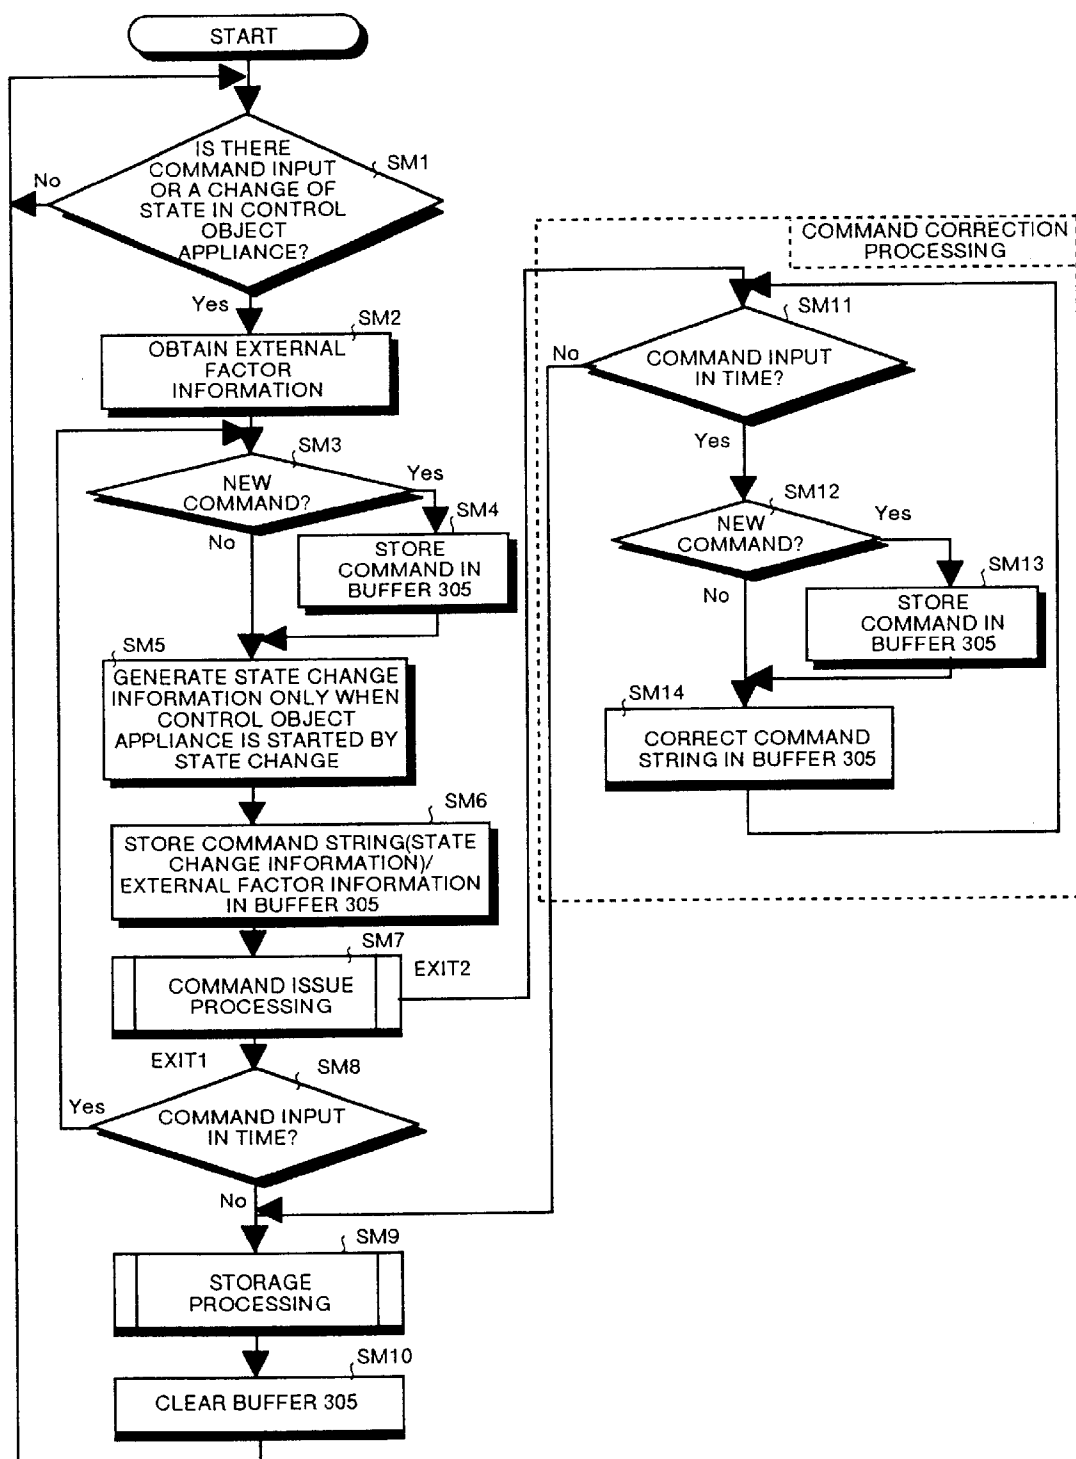 START
IS THERE
COMMAND INPUT
OR A CHANGE OF
STATE IN CONTROL
OBJECT
APPLIANCE?
SM1
No
Yes
SM2
OBTAIN EXTERNAL
FACTOR
INFORMATION
SM3
NEW
COMMAND?
Yes
No
SM4
STORE
COMMAND IN
BUFFER 305
SM5
GENERATE STATE CHANGE
INFORMATION ONLY WHEN
CONTROL OBJECT
APPLIANCE IS STARTED BY
STATE CHANGE
SM6
STORE COMMAND STRING(STATE
CHANGE INFORMATION)/
EXTERNAL FACTOR INFORMATION
IN BUFFER 305
SM7
COMMAND ISSUE
PROCESSING
EXIT2
EXIT1
SM8
COMMAND INPUT
IN TIME?
Yes
No
SM9
STORAGE
PROCESSING
SM10
CLEAR BUFFER 305
COMMAND CORRECTION
PROCESSING
SM11
COMMAND INPUT
IN TIME?
No
Yes
SM12
NEW
COMMAND?
Yes
No
SM13
STORE
COMMAND IN
BUFFER 305
SM14
CORRECT COMMAND
STRING IN BUFFER 305